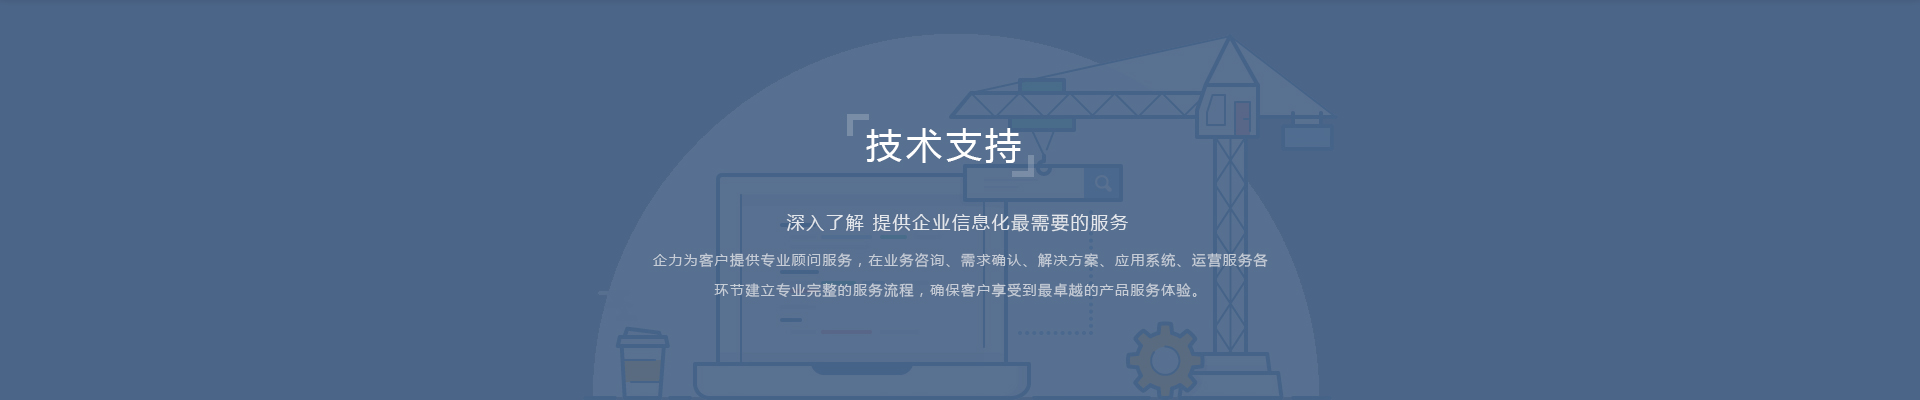 技术支持
深入了解 提供企业信息化最需要的服务
企力为客户提供专业顾问服务，在业务咨询、需求确认、解决方案、应用系统、运营服务各
环节建立专业完整的服务流程，确保客户享受到最卓越的产品服务体验。